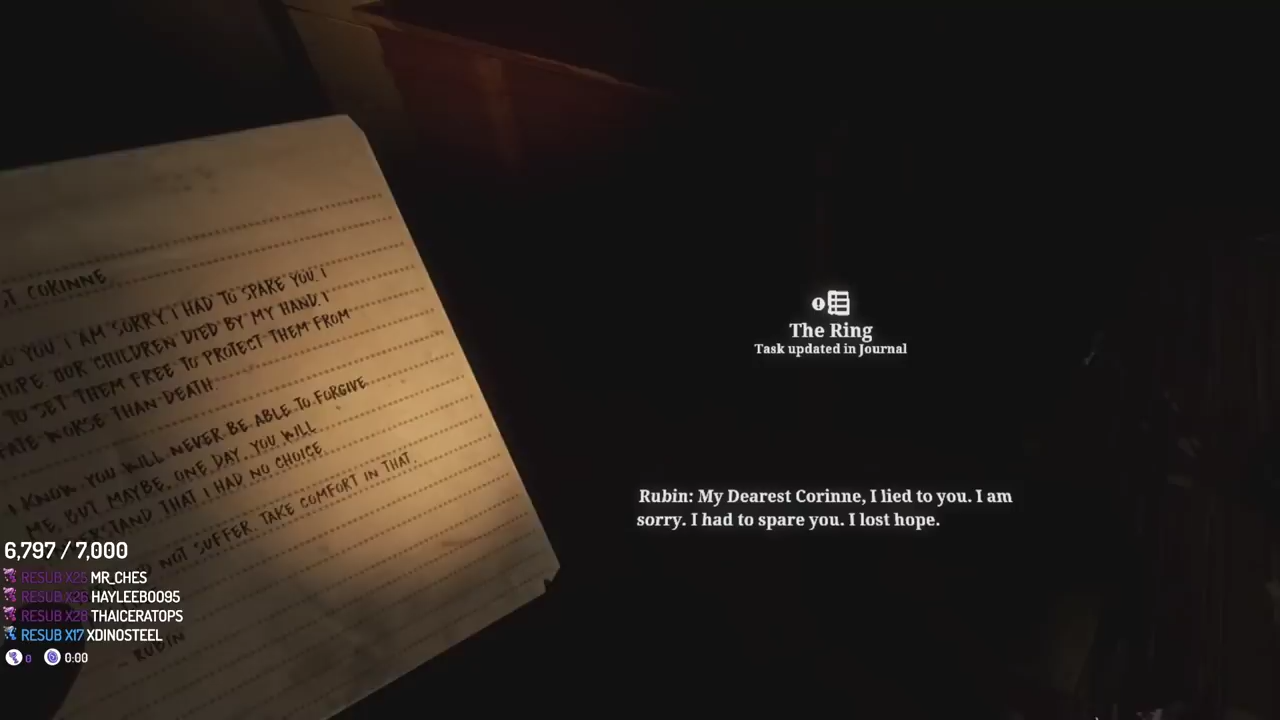 ST CORINNE
YOU. I AM SORRY. I HAD TO SPARE YOU. I
HOPE. OUR CHILDREN DIED BY MY HAND. I
TO SET THEM FREE TO PROTECT THEM FROM
FATE WORSE THAN DEATH.
I KNOW YOU WILL NEVER BE ABLE TO FORGIVE
ME, BUT MAYBE, ONE DAY, YOU WILL
THAT I HAD NO CHOICE.
NOT SUFFER. TAKE COMFORT IN THAT.
- RUBIN
The Ring
Task updated in Journal
Rubin: My Dearest Corinne, I lied to you. I am
sorry. I had to spare you. I lost hope.
6,797 / 7,000
RESUB X25 MR_CHES
RESUB X26 HAYLEEBOO95
RESUB X28 THAICERATOPS
RESUB X17 XDINOSTEEL
0 0:00